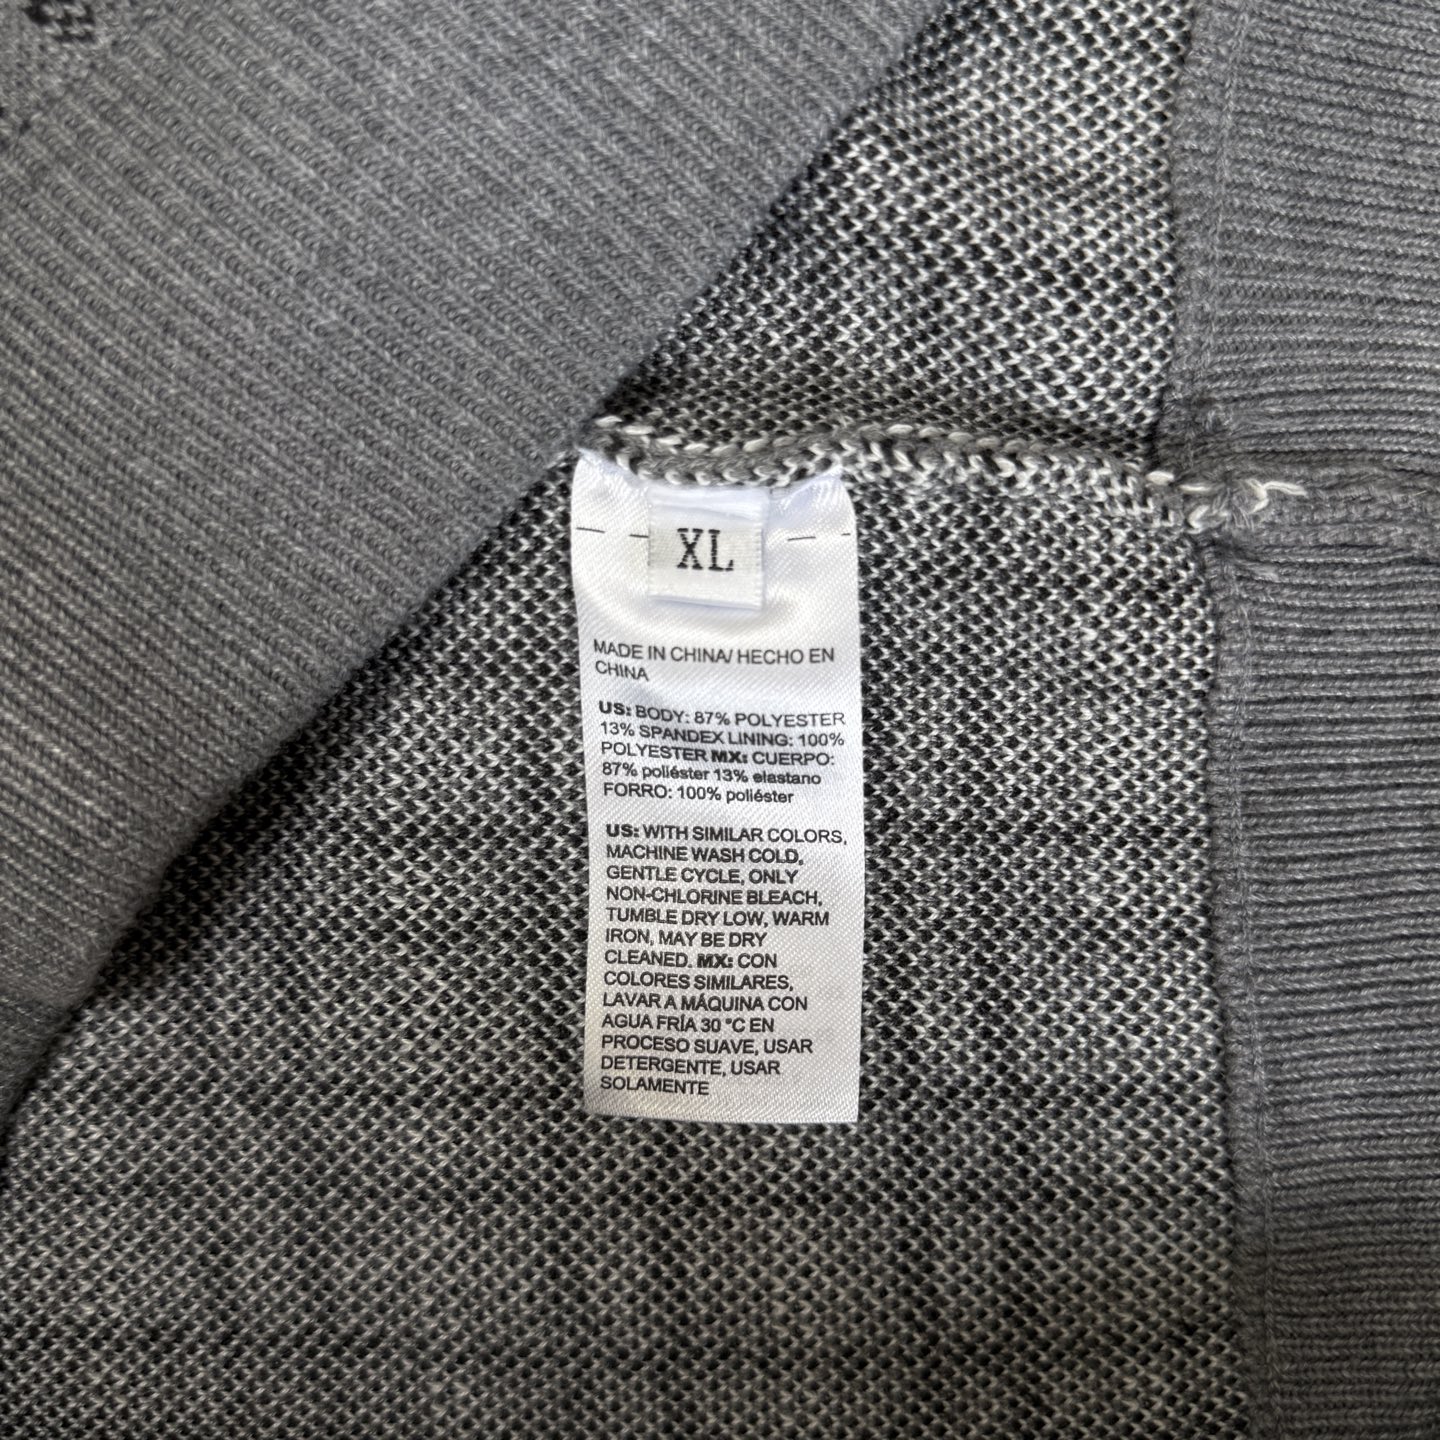 XL
MADE IN CHINA/ HECHO EN
CHINA
US: BODY: 87% POLYESTER
13% SPANDEX LINING: 100%
POLYESTER MX: CUERPO:
87% poliéster 13% elastano
FORRO: 100% poliéster
US: WITH SIMILAR COLORS,
MACHINE WASH COLD,
GENTLE CYCLE, ONLY
NON-CHLORINE BLEACH,
TUMBLE DRY LOW, WARM
IRON, MAY BE DRY
CLEANED. MX: CON
COLORES SIMILARES,
LAVAR A MÁQUINA CON
AGUA FRÍA 30 °C EN
PROCESO SUAVE, USAR
DETERGENTE, USAR
SOLAMENTE